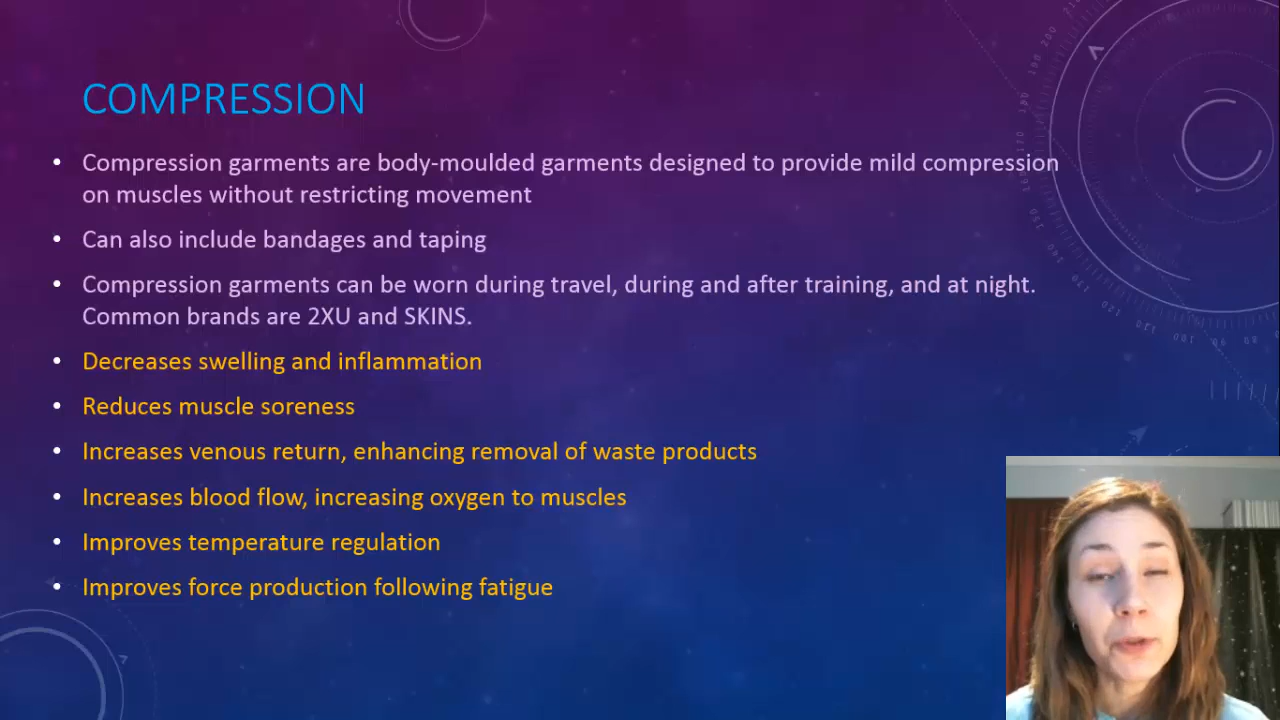 COMPRESSION
• Compression garments are body-moulded garments designed to provide mild compression
on muscles without restricting movement
• Can also include bandages and taping
• Compression garments can be worn during travel, during and after training, and at night.
Common brands are 2XU and SKINS.
• Decreases swelling and inflammation
• Reduces muscle soreness
• Increases venous return, enhancing removal of waste products
• Increases blood flow, increasing oxygen to muscles
• Improves temperature regulation
• Improves force production following fatigue